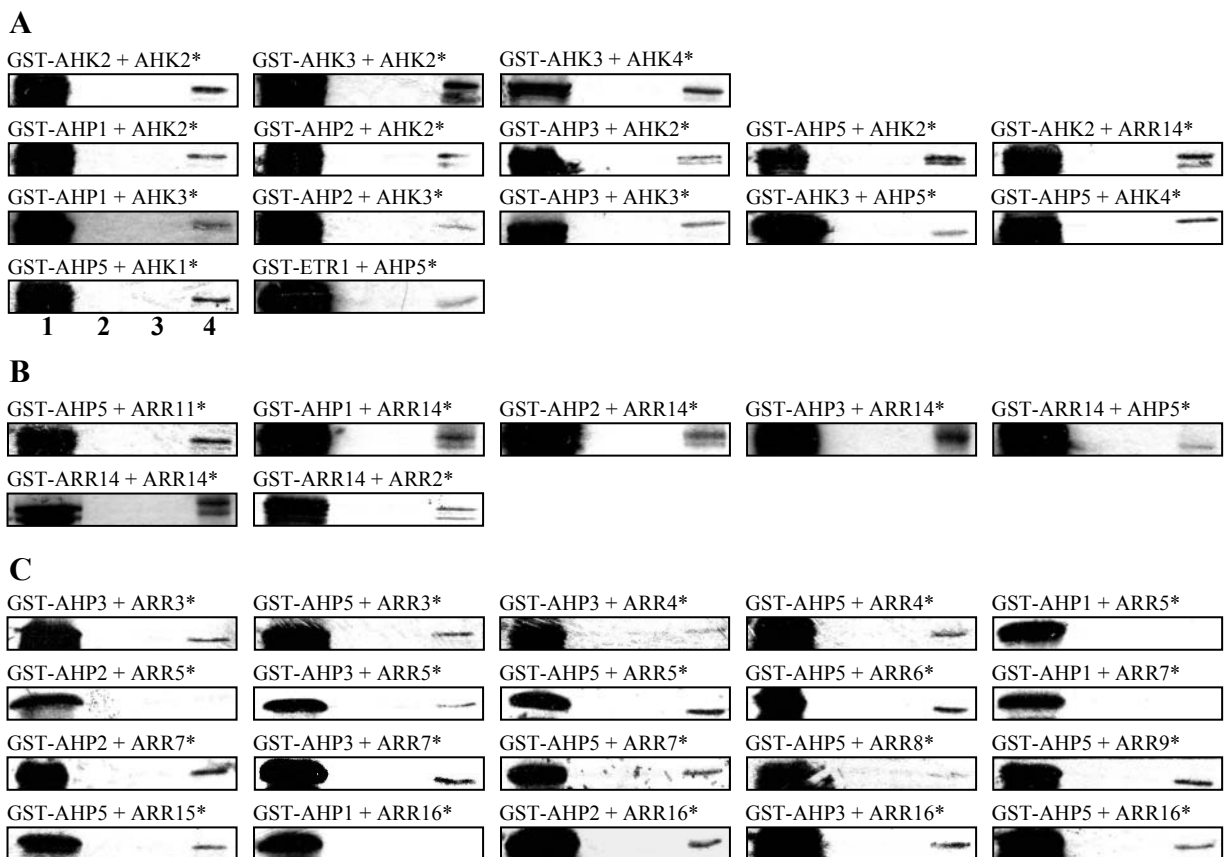 A
GST-AHK2 + AHK2* GST-AHK3 + AHK2* GST-AHK3 + AHK4*
GST-AHP1 + AHK2* GST-AHP2 + AHK2* GST-AHP3 + AHK2* GST-AHP5 + AHK2* GST-AHK2 + ARR14*
GST-AHP1 + AHK3* GST-AHP2 + AHK3* GST-AHP3 + AHK3* GST-AHK3 + AHP5* GST-AHP5 + AHK4*
GST-AHP5 + AHK1* GST-ETR1 + AHP5*
1 2 3 4
B
GST-AHP5 + ARR11* GST-AHP1 + ARR14* GST-AHP2 + ARR14* GST-AHP3 + ARR14* GST-ARR14 + AHP5*
GST-ARR14 + ARR14* GST-ARR14 + ARR2*
C
GST-AHP3 + ARR3* GST-AHP5 + ARR3* GST-AHP3 + ARR4* GST-AHP5 + ARR4* GST-AHP1 + ARR5*
GST-AHP2 + ARR5* GST-AHP3 + ARR5* GST-AHP5 + ARR5* GST-AHP5 + ARR6* GST-AHP1 + ARR7*
GST-AHP2 + ARR7* GST-AHP3 + ARR7* GST-AHP5 + ARR7* GST-AHP5 + ARR8* GST-AHP5 + ARR9*
GST-AHP5 + ARR15* GST-AHP1 + ARR16* GST-AHP2 + ARR16* GST-AHP3 + ARR16* GST-AHP5 + ARR16*